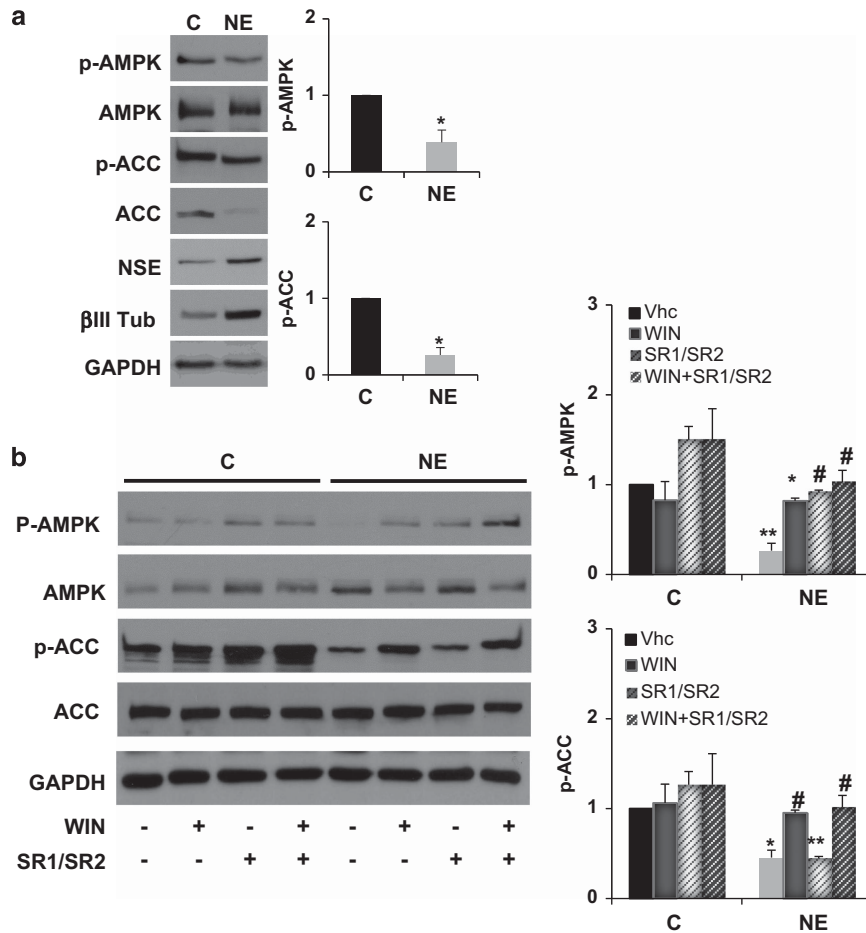 a
C NE
p-AMPK
AMPK
p-ACC
ACC
NSE
βIII Tub
GAPDH
p-AMPK
2
1
0
*
C NE
p-ACC
2
1
0
*
C NE
b
C NE
P-AMPK
AMPK
p-ACC
ACC
GAPDH
WIN - + - + - + - +
SR1/SR2 - - + + - - + +
p-AMPK
3
2
1
0
Vhc
WIN
SR1/SR2
WIN+SR1/SR2
** * # #
C NE
p-ACC
3
2
1
0
Vhc
WIN
SR1/SR2
WIN+SR1/SR2
* # ** #
C NE